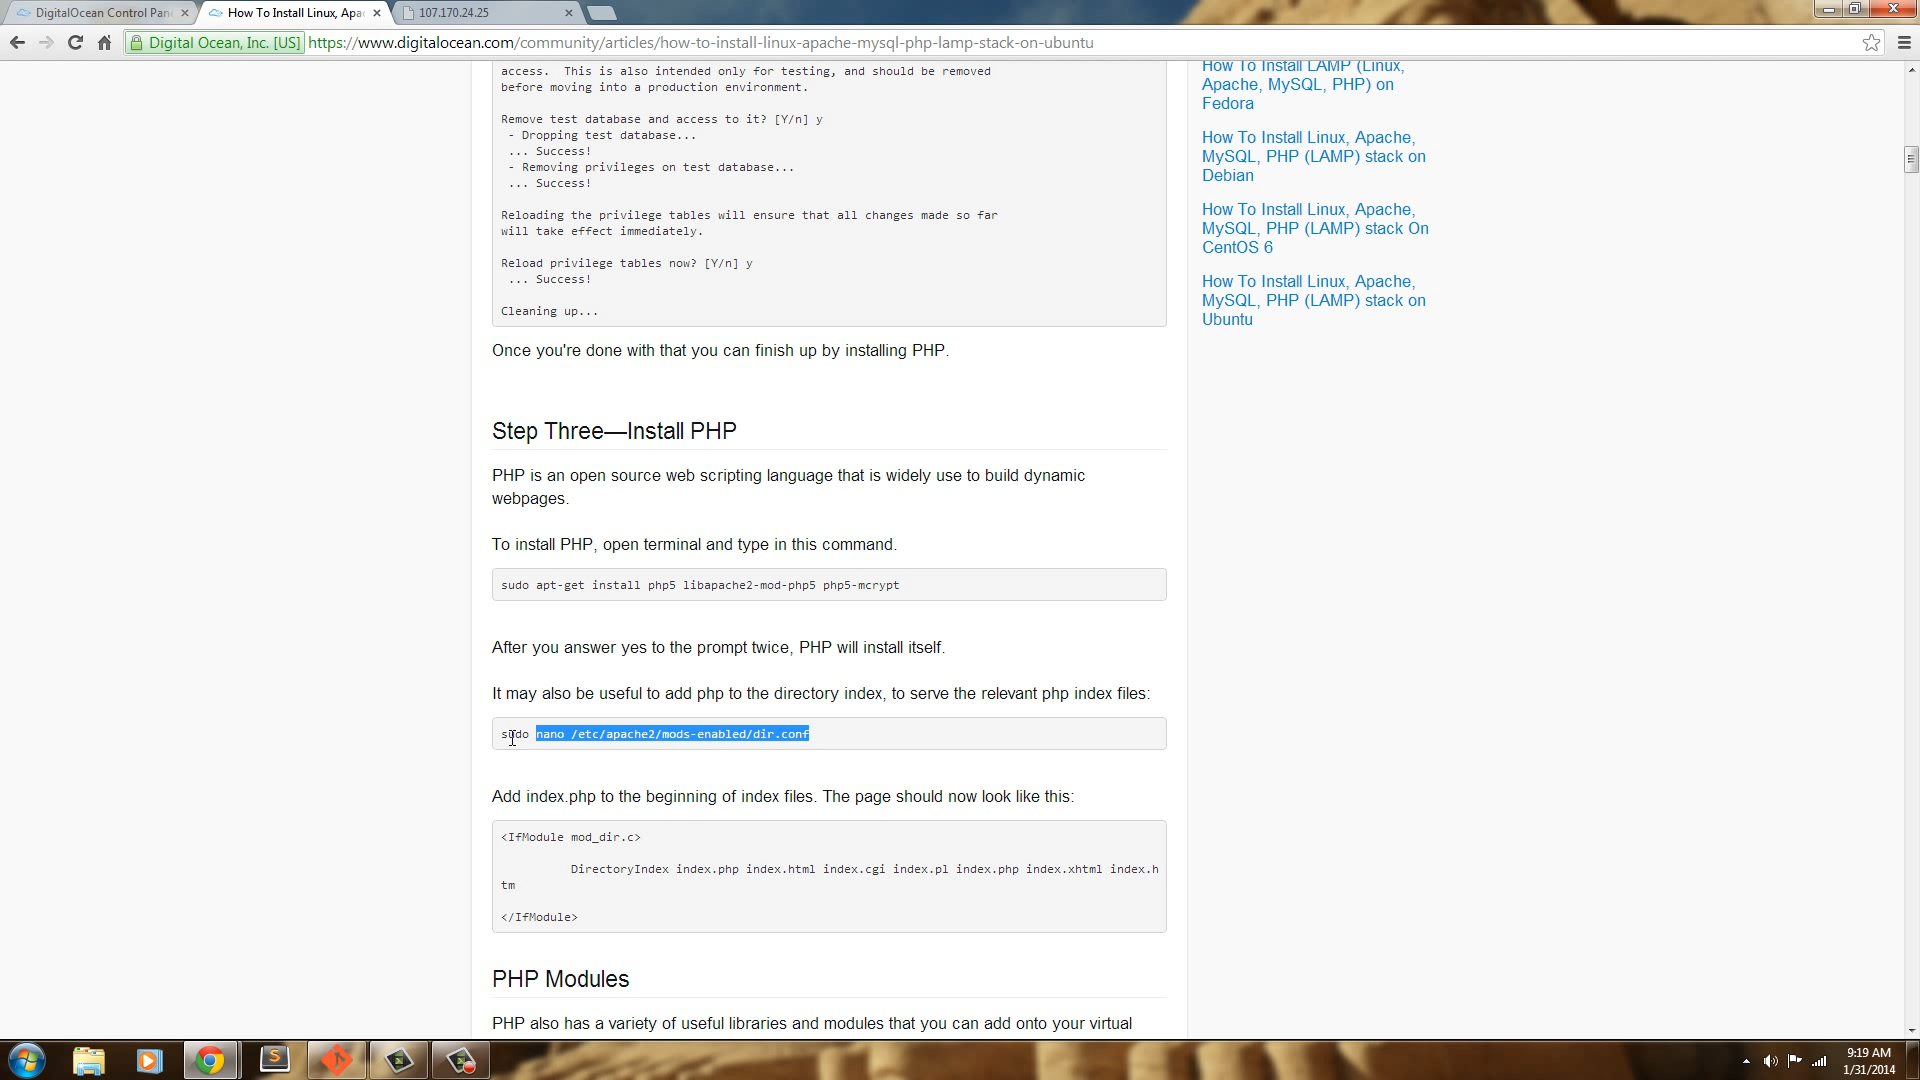 DigitalOcean Control Pan
How To Install Linux, Apa
107.170.24.25
Digital Ocean, Inc. [US] https://www.digitalocean.com/community/articles/how-to-install-linux-apache-mysql-php-lamp-stack-on-ubuntu
access.  This is also intended only for testing, and should be removed
before moving into a production environment.
Remove test database and access to it? [Y/n] y
 - Dropping test database...
 ... Success!
 - Removing privileges on test database...
 ... Success!
Reloading the privilege tables will ensure that all changes made so far
will take effect immediately.
Reload privilege tables now? [Y/n] y
 ... Success!
Cleaning up...
Once you're done with that you can finish up by installing PHP.
Step Three—Install PHP
PHP is an open source web scripting language that is widely use to build dynamic
webpages.
To install PHP, open terminal and type in this command.
sudo apt-get install php5 libapache2-mod-php5 php5-mcrypt
After you answer yes to the prompt twice, PHP will install itself.
It may also be useful to add php to the directory index, to serve the relevant php index files:
sudo nano /etc/apache2/mods-enabled/dir.conf
Add index.php to the beginning of index files. The page should now look like this:
<IfModule mod_dir.c>
          DirectoryIndex index.php index.html index.cgi index.pl index.php index.xhtml index.h
tm
</IfModule>
PHP Modules
PHP also has a variety of useful libraries and modules that you can add onto your virtual
How To Install LAMP (Linux,
Apache, MySQL, PHP) on
Fedora
How To Install Linux, Apache,
MySQL, PHP (LAMP) stack on
Debian
How To Install Linux, Apache,
MySQL, PHP (LAMP) stack On
CentOS 6
How To Install Linux, Apache,
MySQL, PHP (LAMP) stack on
Ubuntu
9:19 AM
1/31/2014